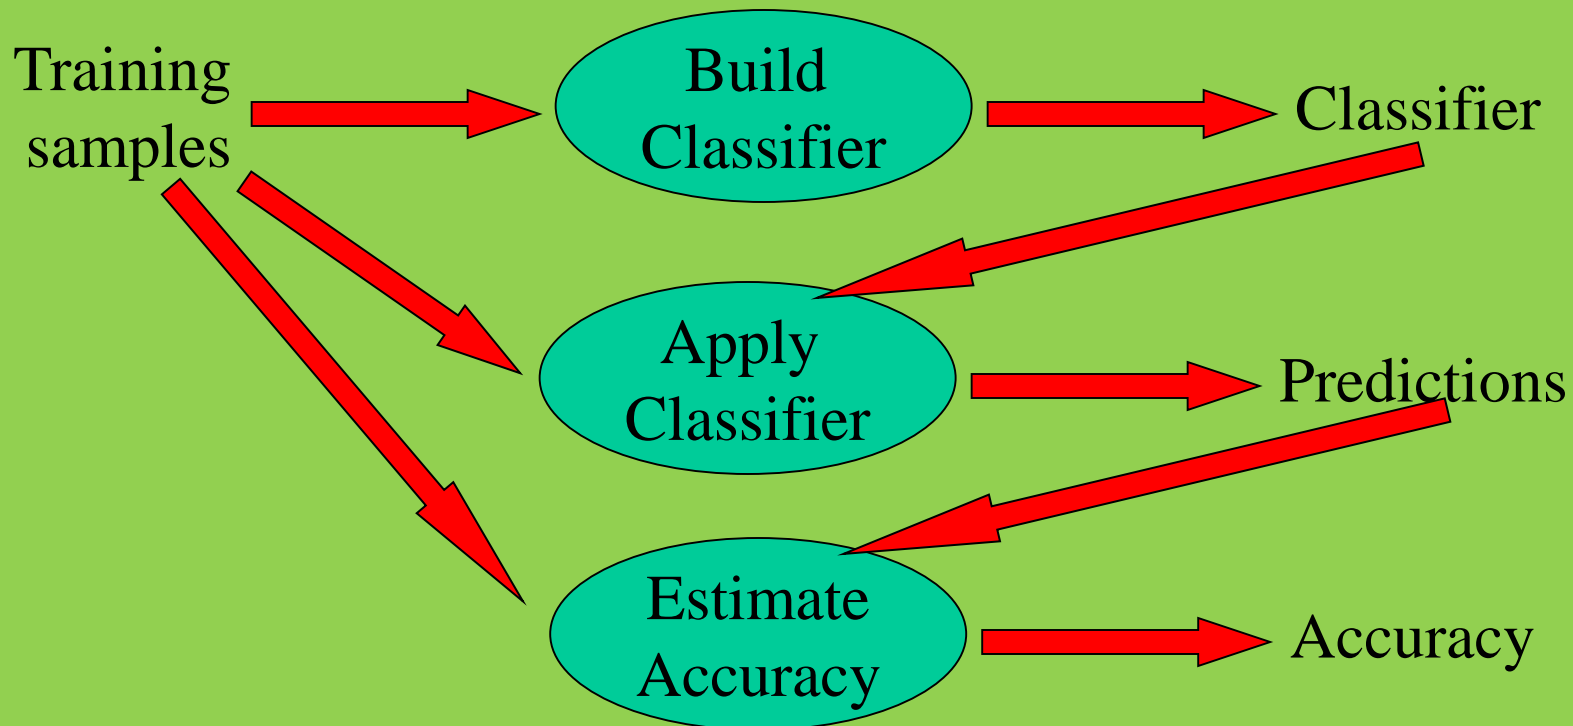 Training
samples
Build
Classifier
Classifier
Apply
Classifier
Predictions
Estimate
Accuracy
Accuracy